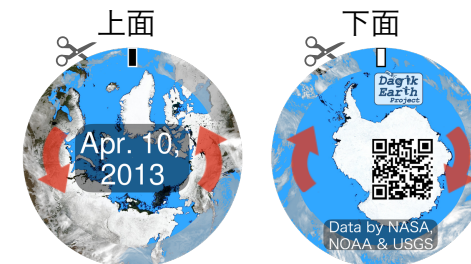 上面
下面
Apr. 10,
2013
Dagik
Earth
Project
Data by NASA,
NOAA & USGS